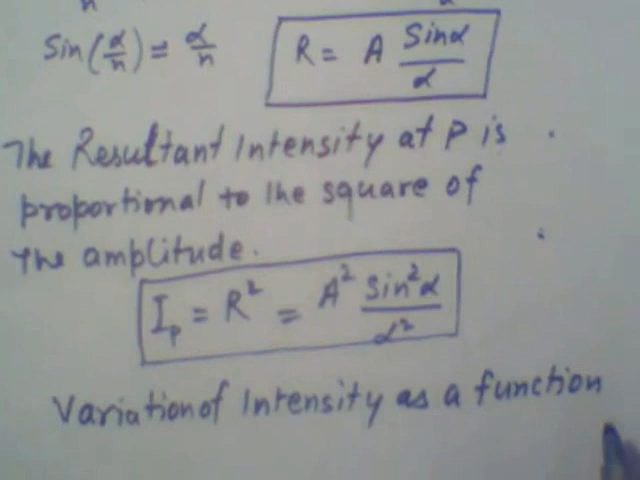 n
Sin(α/n) = α/n R = A Sinα/α
The Resultant Intensity at P is
proportional to the square of
the amplitude.
Ip = R² = A² Sin²α/α²
Variation of Intensity as a function